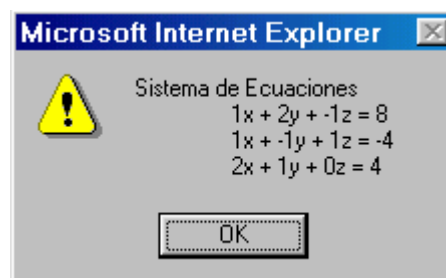 Microsoft Internet Explorer
Sistema de Ecuaciones
1x + 2y + -1z = 8
1x + -1y + 1z = -4
2x + 1y + 0z = 4
OK